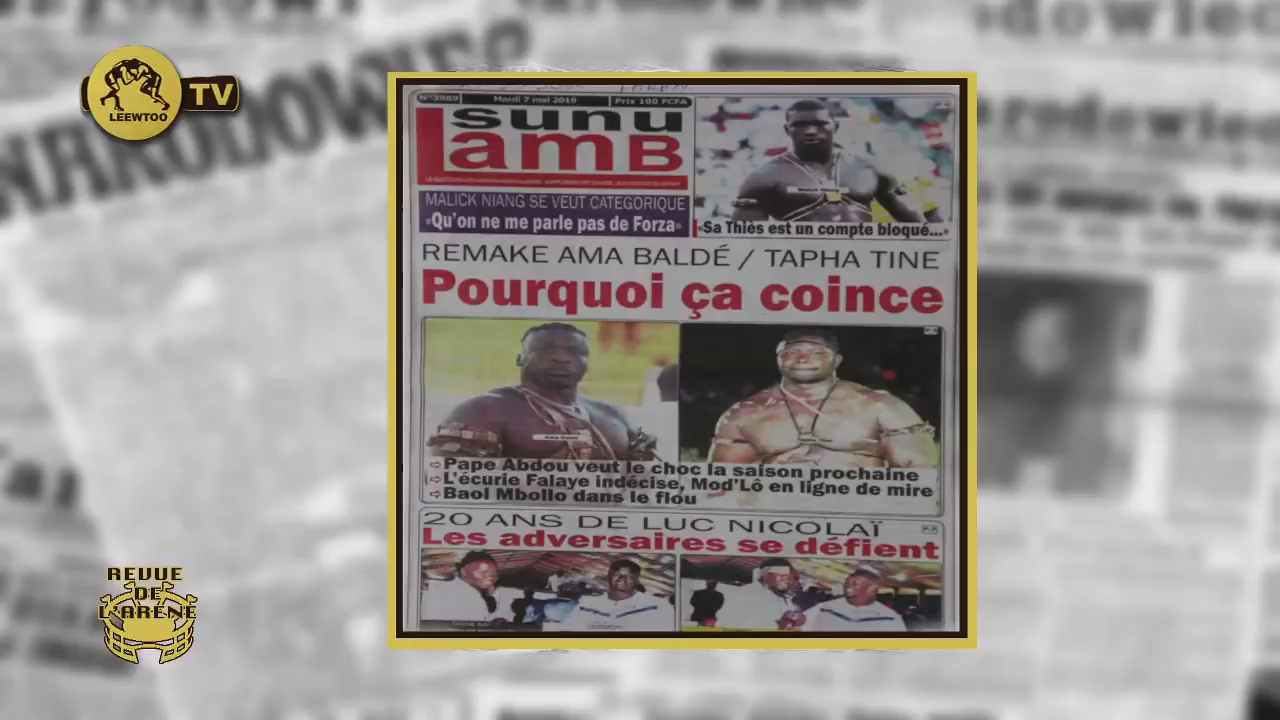 LEEWTOO
TV
N°3989
Mardi 7 mai 2019
Prix 100 FCFA
sunu
Lamb
MALICK NIANG SE VEUT CATEGORIQUE
«Qu'on ne me parle pas de Forza»
«Sa Thiès est un compte bloqué...»
REMAKE AMA BALDÉ / TAPHA TINE
Pourquoi ça coince
⇨Pape Abdou veut le choc la saison prochaine
⇨L'écurie Falaye indécise, Mod'Lô en ligne de mire
⇨Baol Mbollo dans le flou
20 ANS DE LUC NICOLAÏ
Les adversaires se défient
REVUE
DE
L'ARENE